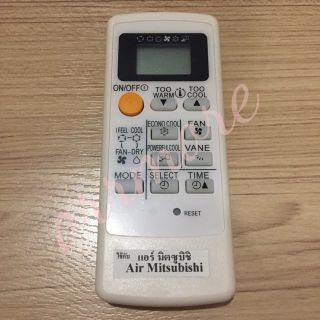 ON/OFF
TOO WARM
TOO COOL
I FEEL COOL
ECONO COOL
FAN
FAN-DRY
POWERFUL COOL
VANE
MODE
SELECT
TIME
RESET
ใช้กับ
แอร์ มิตซูบิชิ
Air Mitsubishi